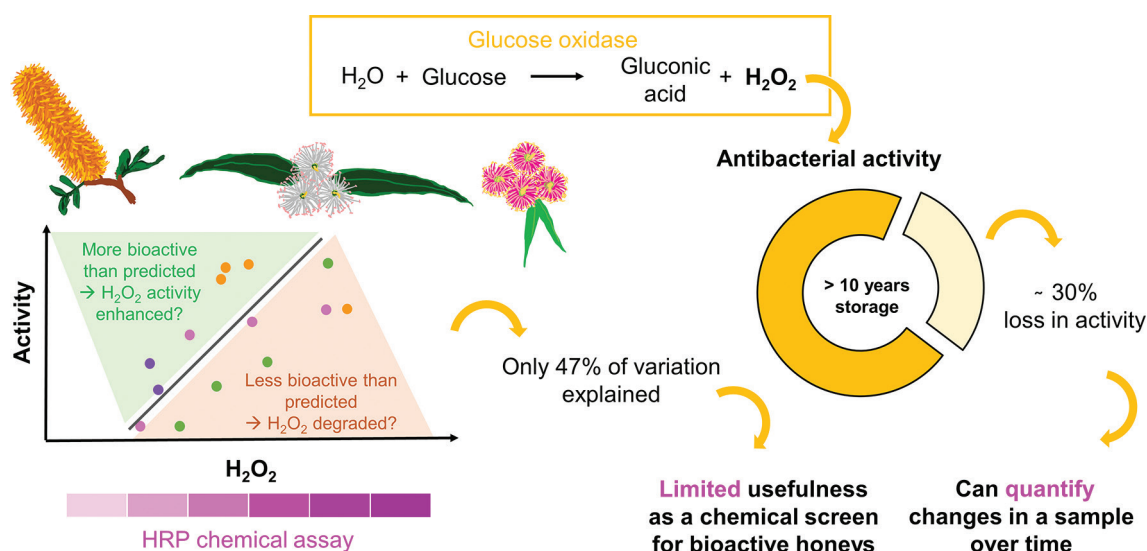 Glucose oxidase
H₂O + Glucose → Gluconic acid + H₂O₂
Antibacterial activity
> 10 years
storage
~ 30%
loss in activity
More bioactive
than predicted
→ H₂O₂ activity
enhanced?
Less bioactive than
predicted
→ H₂O₂ degraded?
Activity
H₂O₂
HRP chemical assay
Only 47% of variation
explained
Limited usefulness
as a chemical screen
for bioactive honeys
Can quantify
changes in a sample
over time